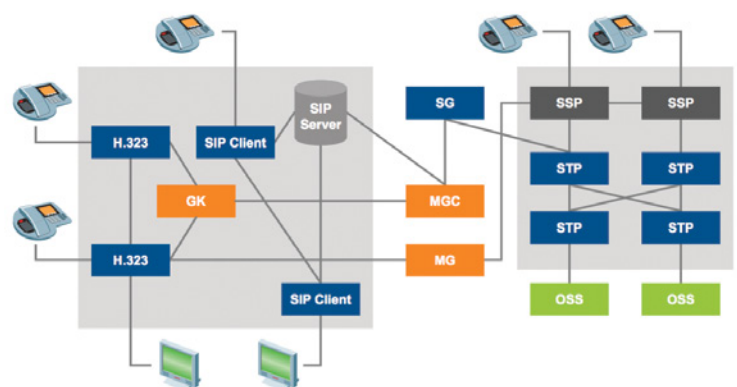 SIP
Server
SG
SSP
SSP
H.323
SIP Client
STP
STP
GK
MGC
STP
STP
H.323
MG
SIP Client
OSS
OSS